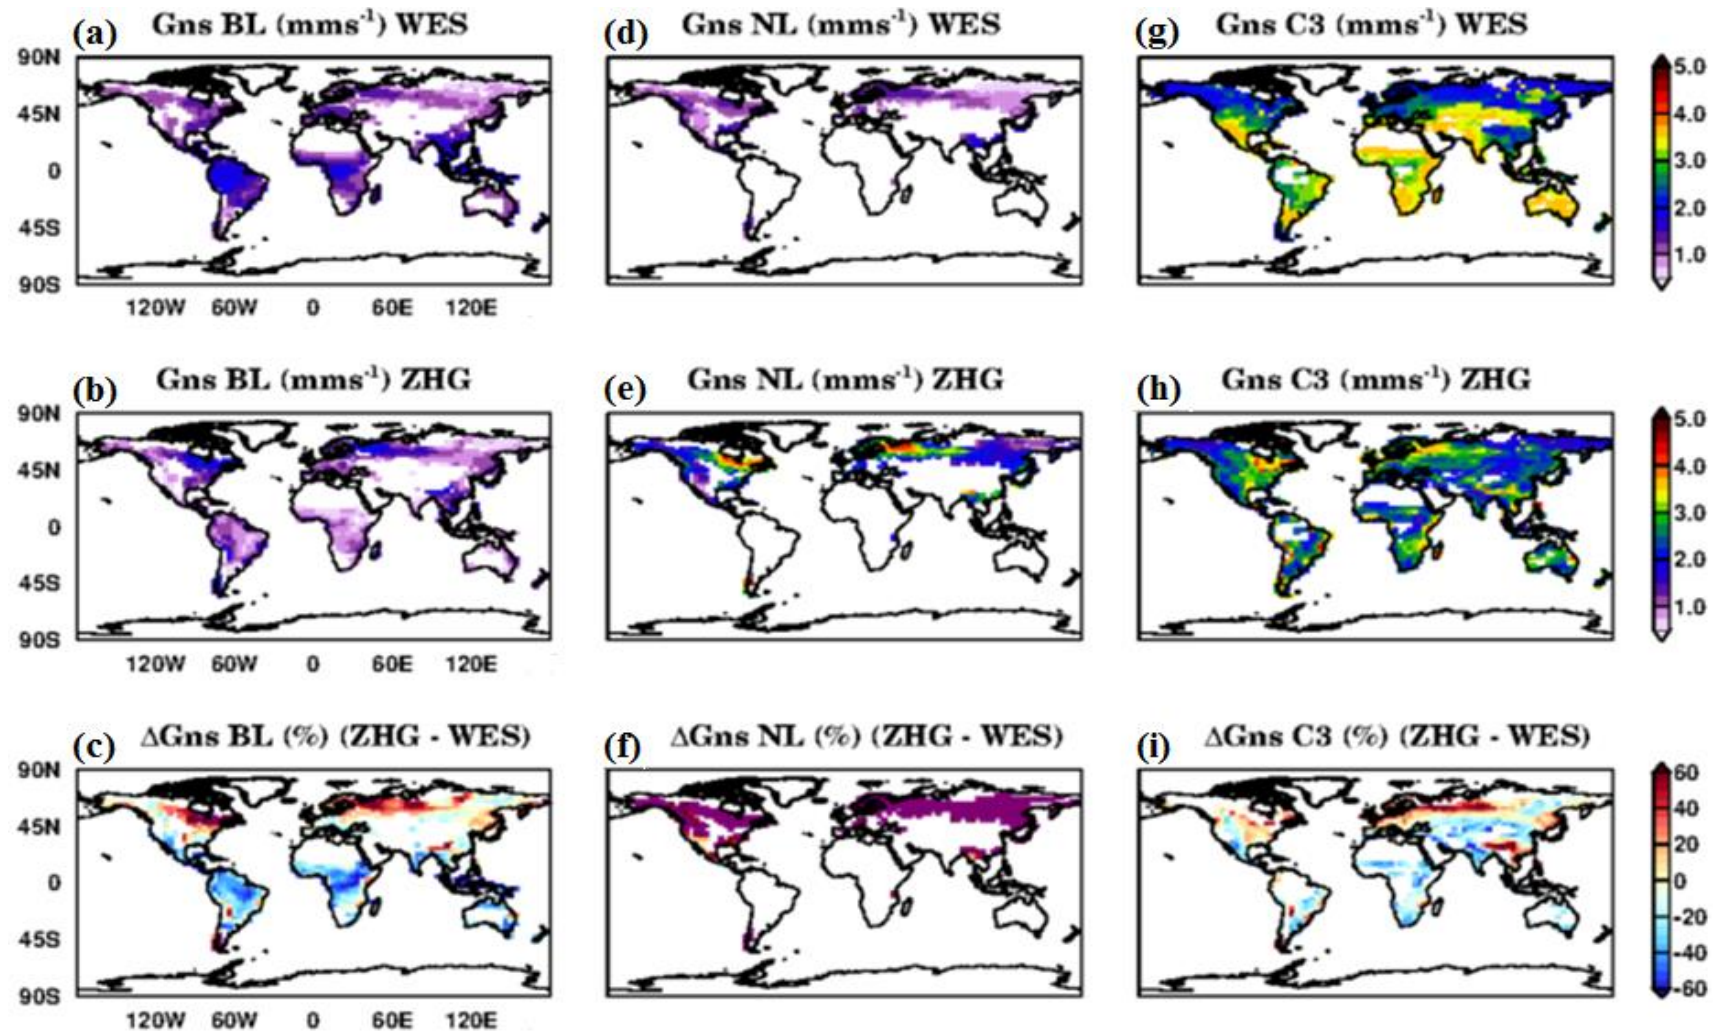 (a) Gns BL (mms⁻¹) WES
(d) Gns NL (mms⁻¹) WES
(g) Gns C3 (mms⁻¹) WES
90N
45N
0
45S
90S
120W 60W 0 60E 120E
5.0
4.0
3.0
2.0
1.0
(b) Gns BL (mms⁻¹) ZHG
(e) Gns NL (mms⁻¹) ZHG
(h) Gns C3 (mms⁻¹) ZHG
90N
45N
0
45S
90S
120W 60W 0 60E 120E
5.0
4.0
3.0
2.0
1.0
(c) ΔGns BL (%) (ZHG - WES)
(f) ΔGns NL (%) (ZHG - WES)
(i) ΔGns C3 (%) (ZHG - WES)
90N
45N
0
45S
90S
120W 60W 0 60E 120E
60
40
20
0
-20
-40
-60